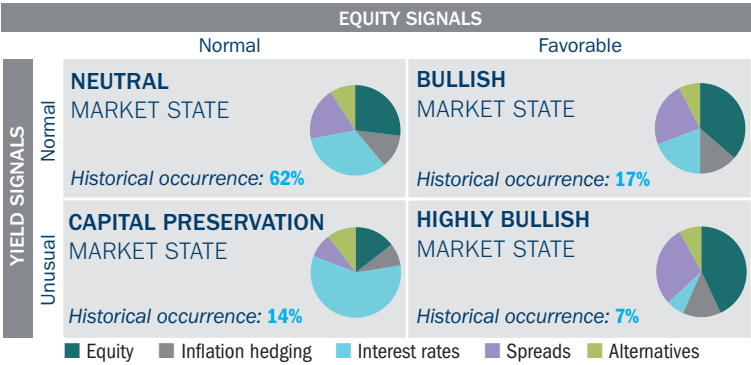 EQUITY SIGNALS
Normal
Favorable
YIELD SIGNALS
Normal
NEUTRAL
MARKET STATE
Historical occurrence: 62%
BULLISH
MARKET STATE
Historical occurrence: 17%
Unusual
CAPITAL PRESERVATION
MARKET STATE
Historical occurrence: 14%
HIGHLY BULLISH
MARKET STATE
Historical occurrence: 7%
Equity
Inflation hedging
Interest rates
Spreads
Alternatives